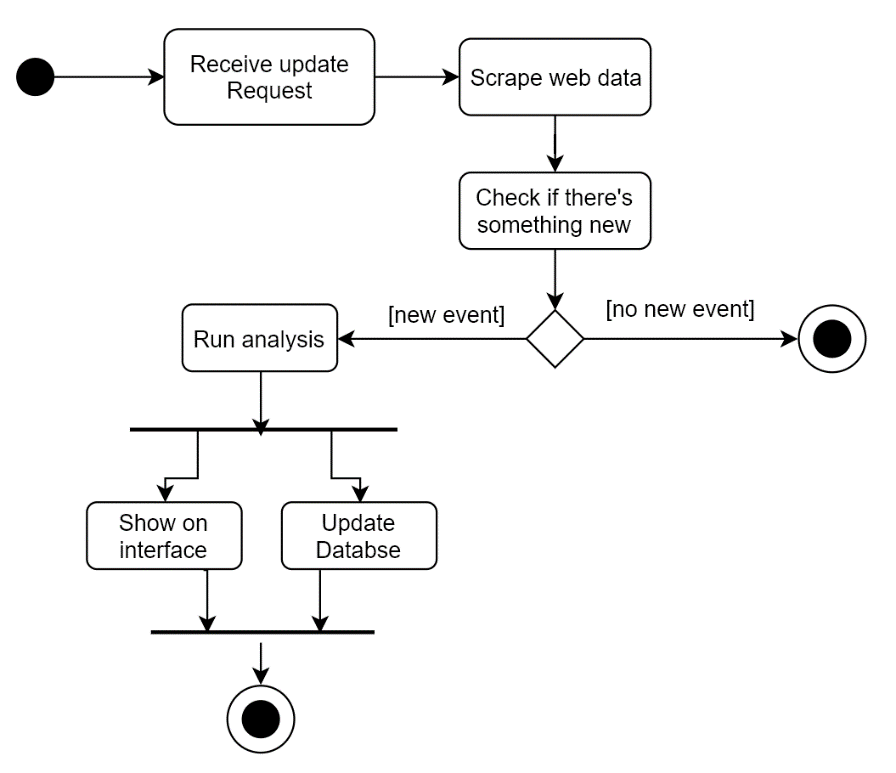 Receive update
Request
Scrape web data
Check if there's
something new
[new event]
[no new event]
Run analysis
Show on
interface
Update
Databse